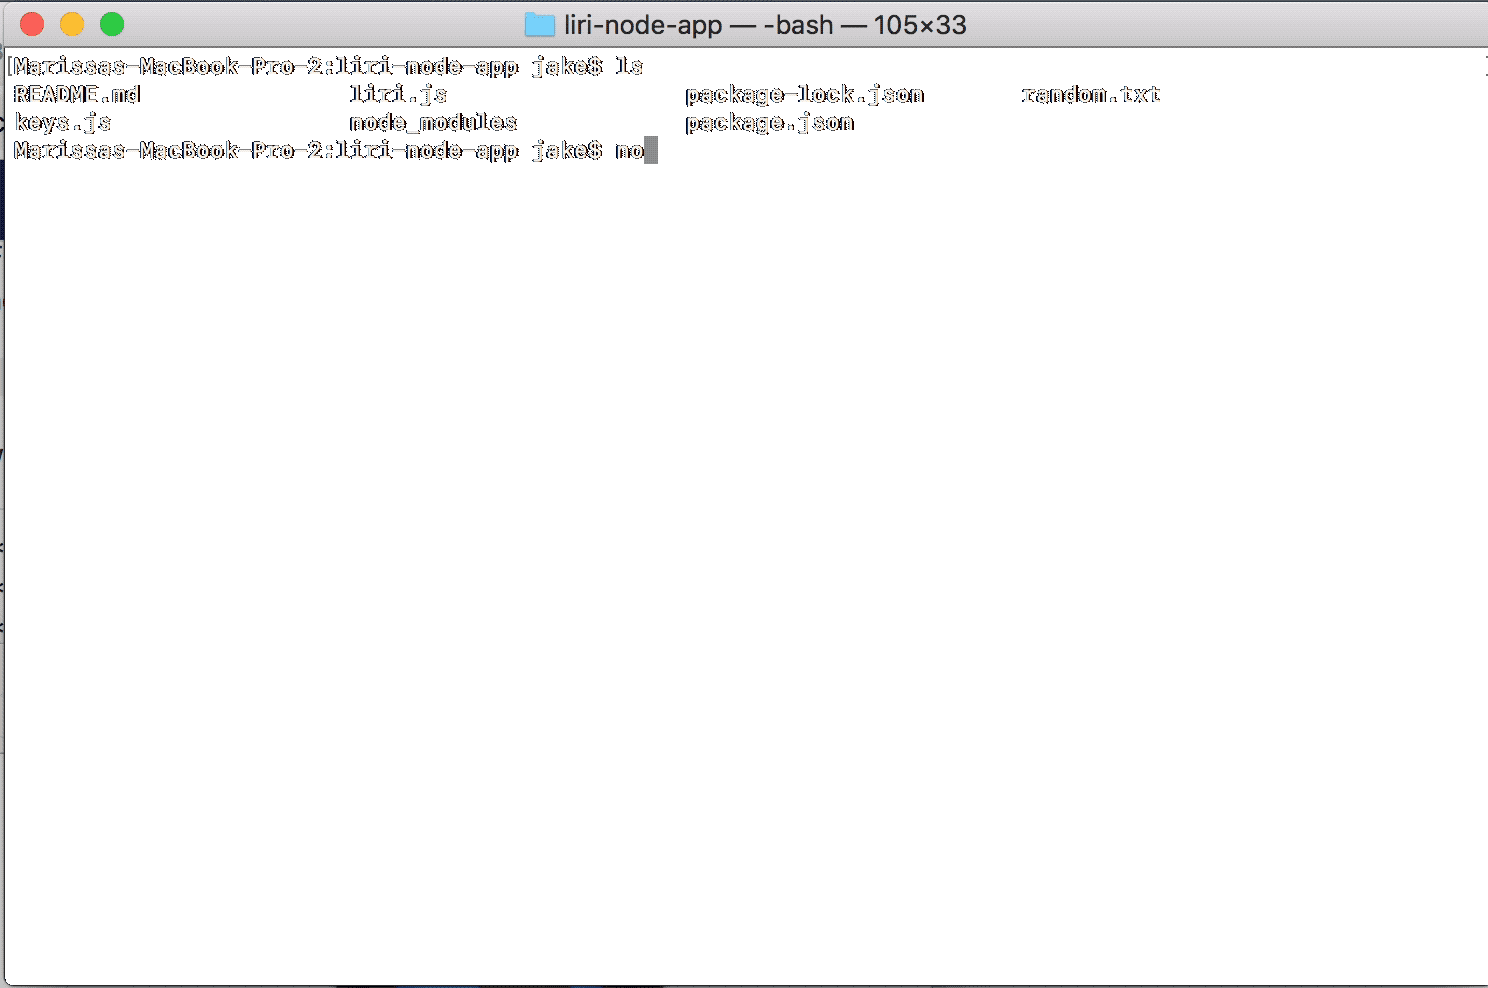 liri-node-app — -bash — 105×33
[Marissas-MacBook-Pro-2:liri-node-app jake$ ls
README.md liri.js package-lock.json random.txt
keys.js node_modules package.json
Marissas-MacBook-Pro-2:liri-node-app jake$ no